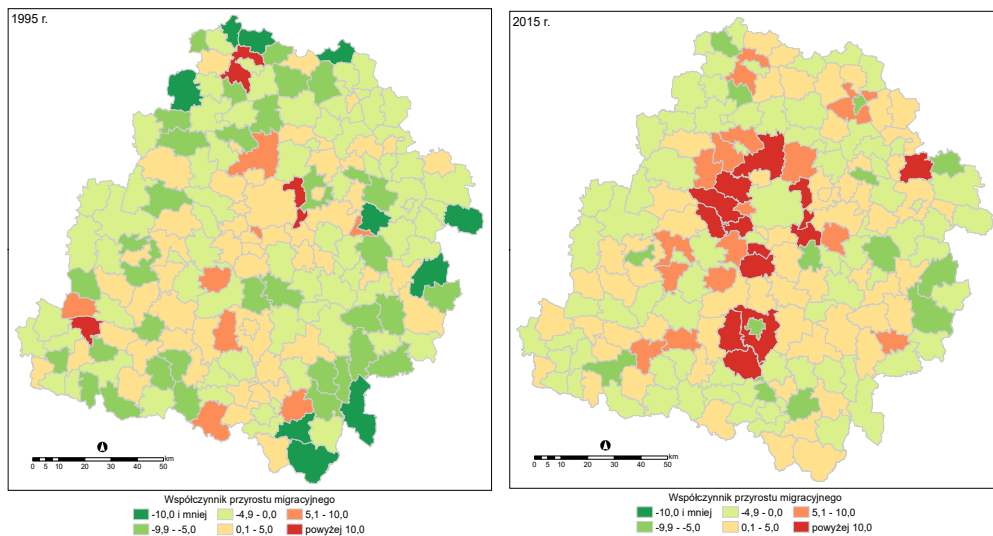 1995 r.
0 5 10 20 30 40 50 km
Współczynnik przyrostu migracyjnego
-10,0 i mniej -4,9 - 0,0 5,1 - 10,0
-9,9 - -5,0 0,1 - 5,0 powyżej 10,0
2015 r.
0 5 10 20 30 40 50 km
Współczynnik przyrostu migracyjnego
-10,0 i mniej -4,9 - 0,0 5,1 - 10,0
-9,9 - -5,0 0,1 - 5,0 powyżej 10,0